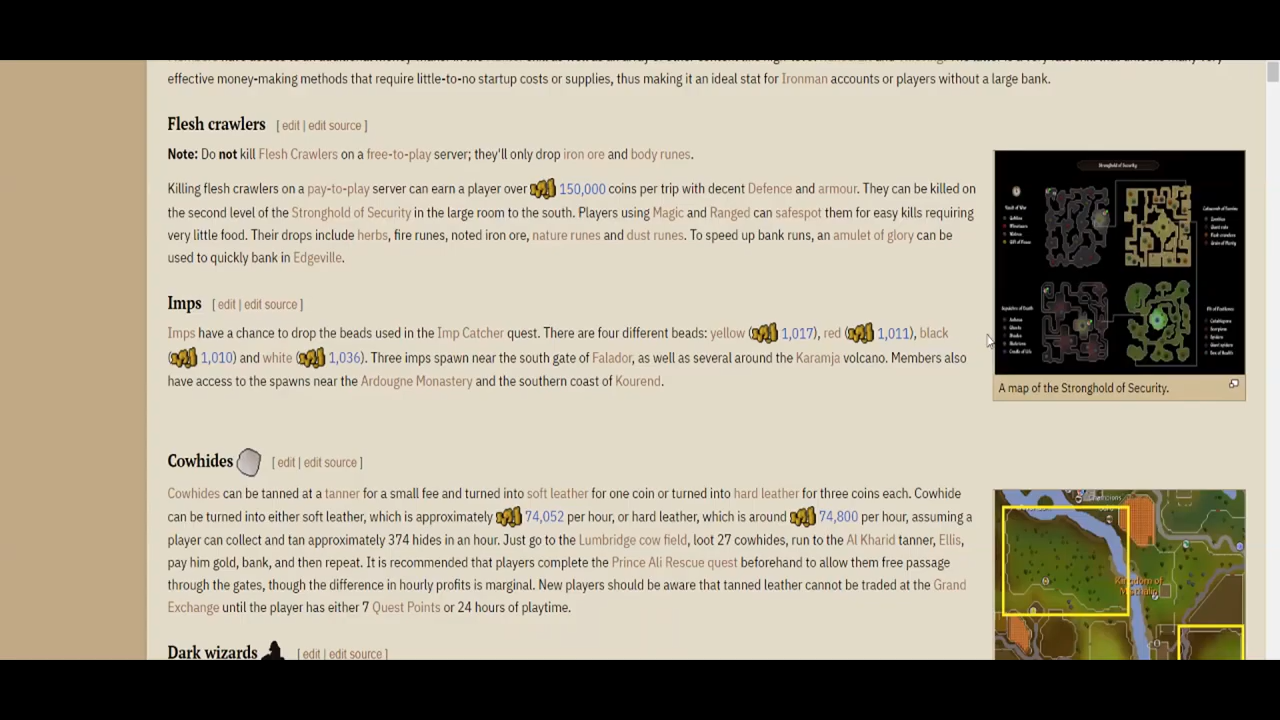 effective money-making methods that require little-to-no startup costs or supplies, thus making it an ideal stat for Ironman accounts or players without a large bank.
Flesh crawlers [ edit | edit source ]
Note: Do not kill Flesh Crawlers on a free-to-play server; they'll only drop iron ore and body runes.
Killing flesh crawlers on a pay-to-play server can earn a player over 150,000 coins per trip with decent Defence and armour. They can be killed on
the second level of the Stronghold of Security in the large room to the south. Players using Magic and Ranged can safespot them for easy kills requiring
very little food. Their drops include herbs, fire runes, noted iron ore, nature runes and dust runes. To speed up bank runs, an amulet of glory can be
used to quickly bank in Edgeville.
Stronghold of Security
A map of the Stronghold of Security.
Imps [ edit | edit source ]
Imps have a chance to drop the beads used in the Imp Catcher quest. There are four different beads: yellow ( 1,017), red ( 1,011), black
( 1,010) and white ( 1,036). Three imps spawn near the south gate of Falador, as well as several around the Karamja volcano. Members also
have access to the spawns near the Ardougne Monastery and the southern coast of Kourend.
Cowhides [ edit | edit source ]
Cowhides can be tanned at a tanner for a small fee and turned into soft leather for one coin or turned into hard leather for three coins each. Cowhide
can be turned into either soft leather, which is approximately 74,052 per hour, or hard leather, which is around 74,800 per hour, assuming a
player can collect and tan approximately 374 hides in an hour. Just go to the Lumbridge cow field, loot 27 cowhides, run to the Al Kharid tanner, Ellis,
pay him gold, bank, and then repeat. It is recommended that players complete the Prince Ali Rescue quest beforehand to allow them free passage
through the gates, though the difference in hourly profits is marginal. New players should be aware that tanned leather cannot be traded at the Grand
Exchange until the player has either 7 Quest Points or 24 hours of playtime.
Kingdom of
Dark wizards [ edit | edit source ]